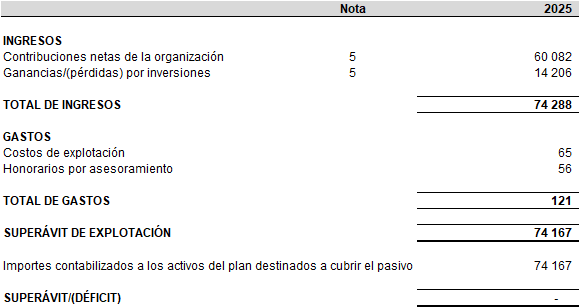 Nota 2025
INGRESOS
Contribuciones netas de la organización 5 60 082
Ganancias/(pérdidas) por inversiones 5 14 206
TOTAL DE INGRESOS 74 288
GASTOS
Costos de explotación 65
Honorarios por asesoramiento 56
TOTAL DE GASTOS 121
SUPERÁVIT DE EXPLOTACIÓN 74 167
Importes contabilizados a los activos del plan destinados a cubrir el pasivo 74 167
SUPERÁVIT/(DÉFICIT) -